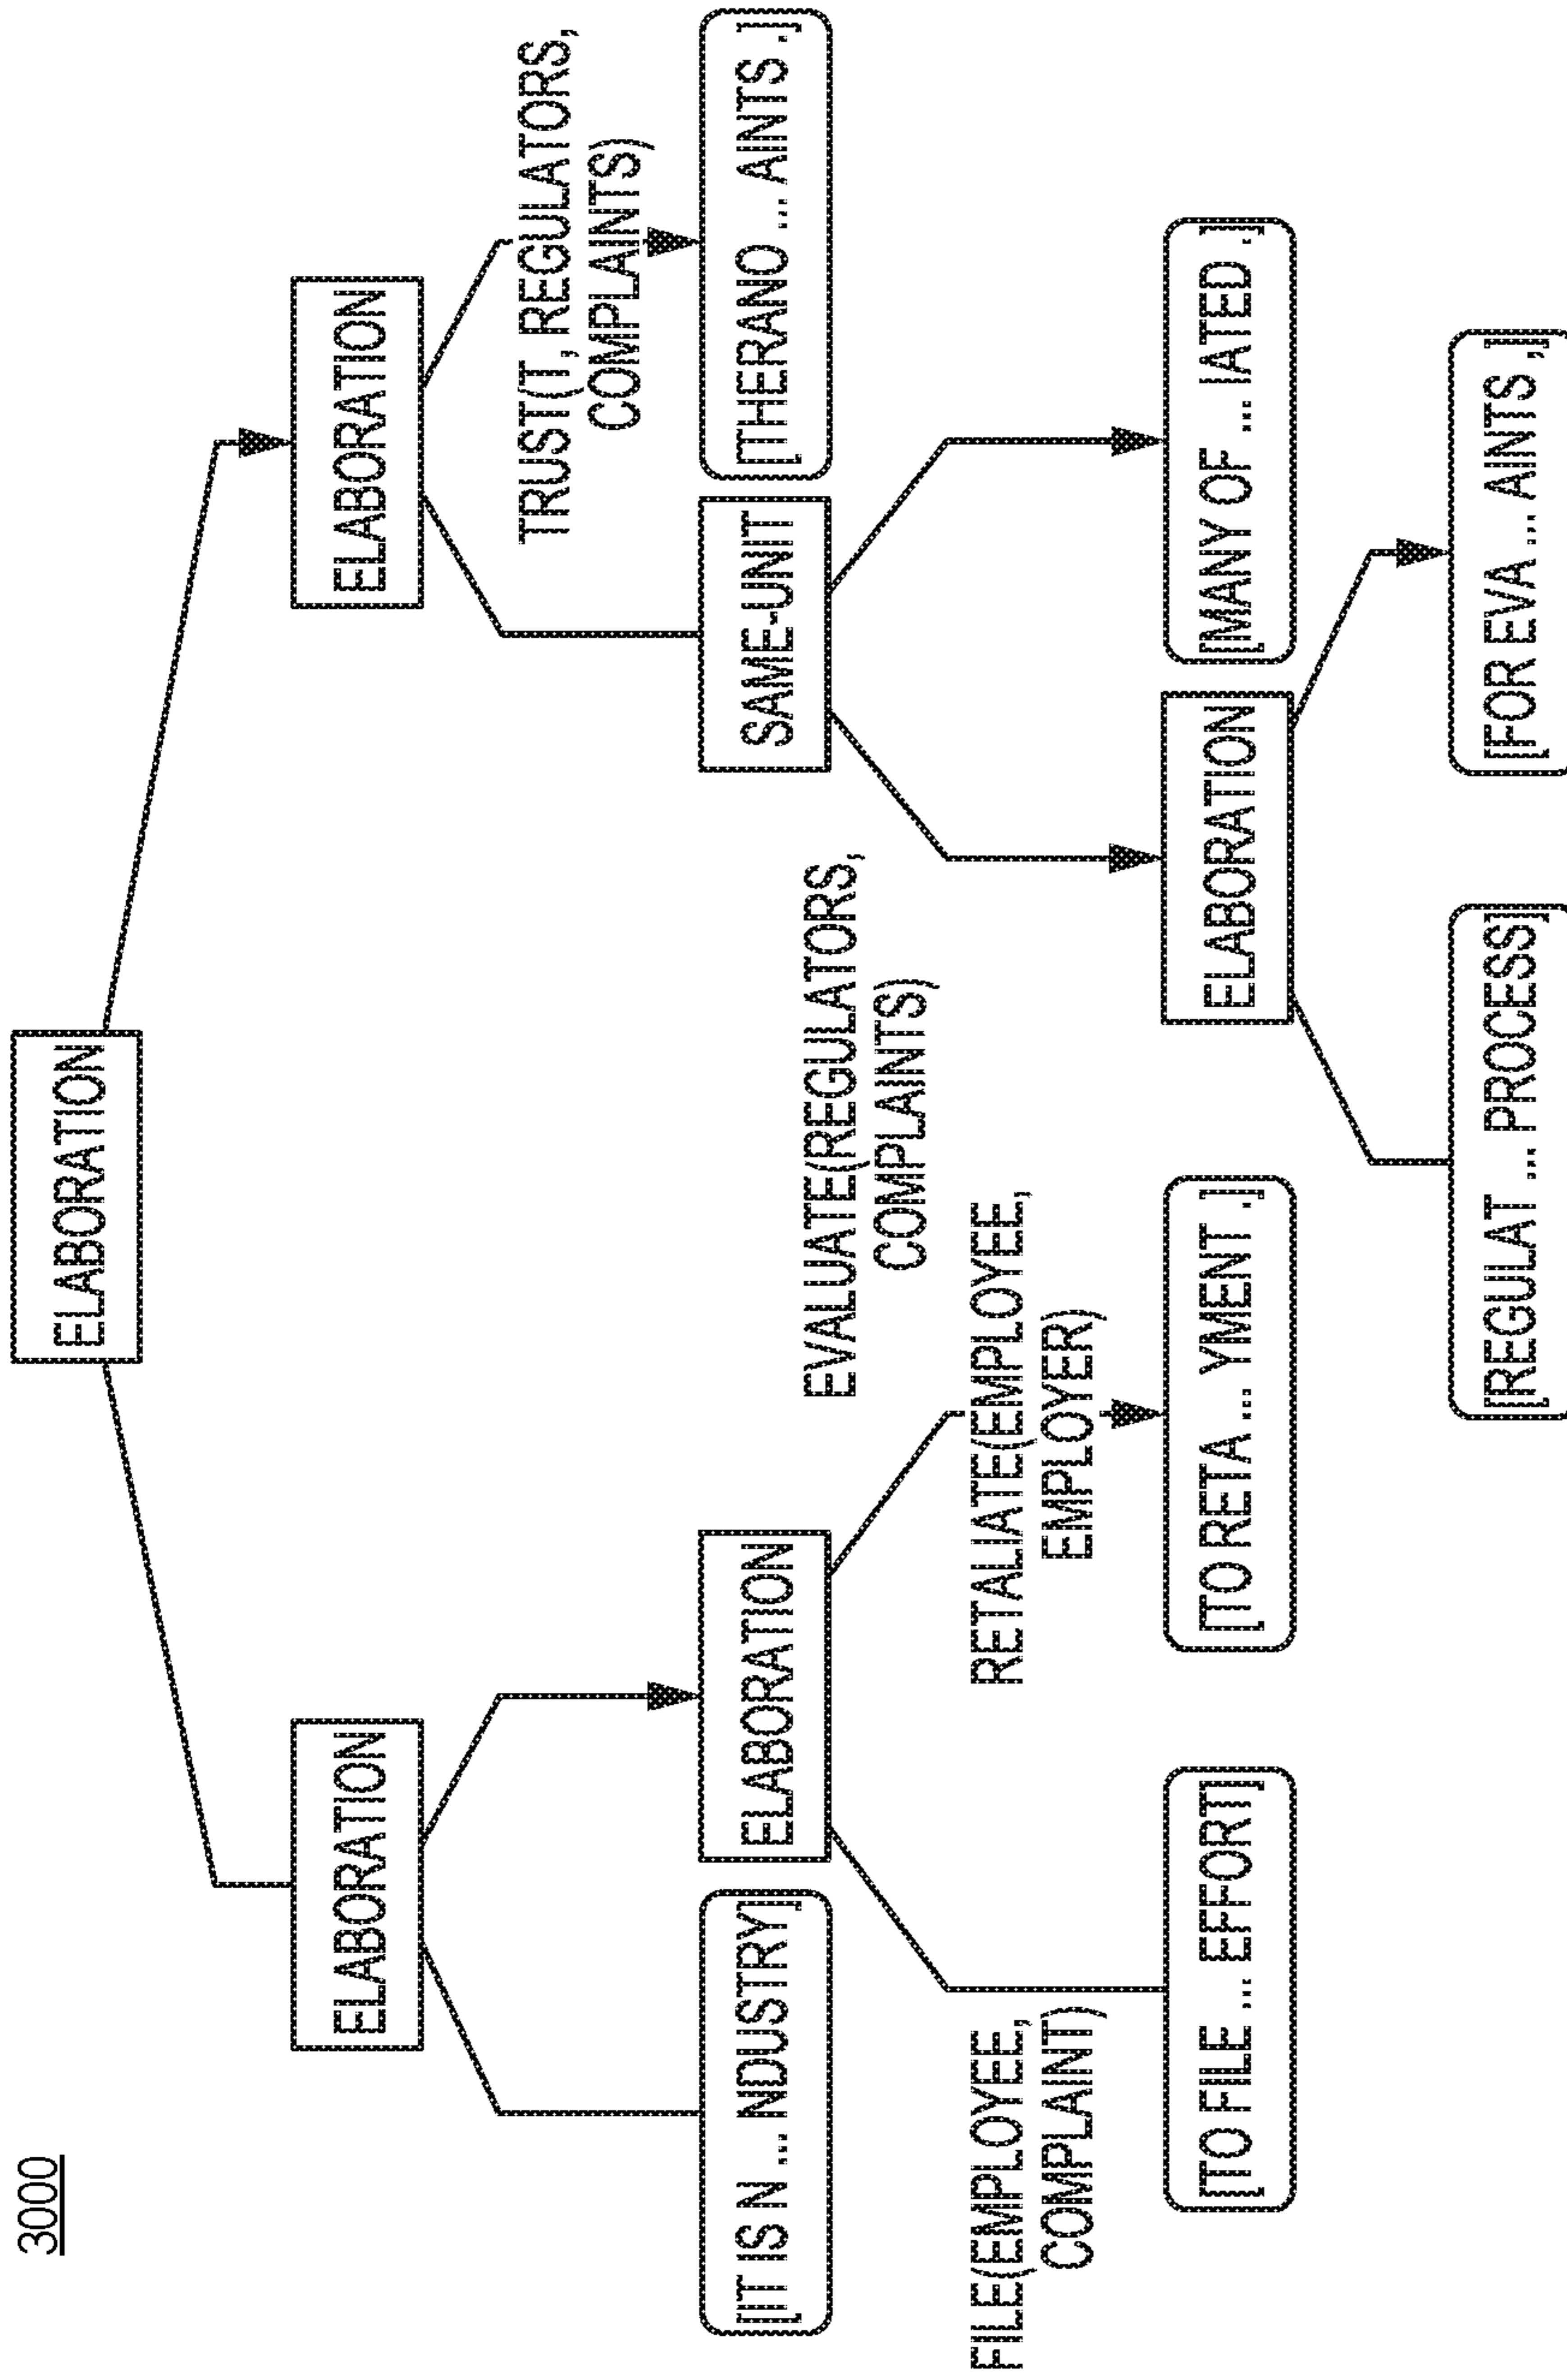 3000
ELABORATION
ELABORATION
ELABORATION
TRUST(T, REGULATORS,
COMPLAINTS)
[IT IS N ... NDUSTRY]
ELABORATION
SAME-UNIT
[THERANO ... AINTS ,]
EVALUATE(REGULATORS,
COMPLAINTS)
FILE(EMPLOYEE,
COMPLAINT)
RETALIATE(EMPLOYEE,
EMPLOYER)
[TO FILE ... EFFORT]
[TO RETA ... YMENT .]
ELABORATION
[MANY OF ... IATED .]
[REGULAT ... PROCESS]
[FOR EVA ... AINTS ,]